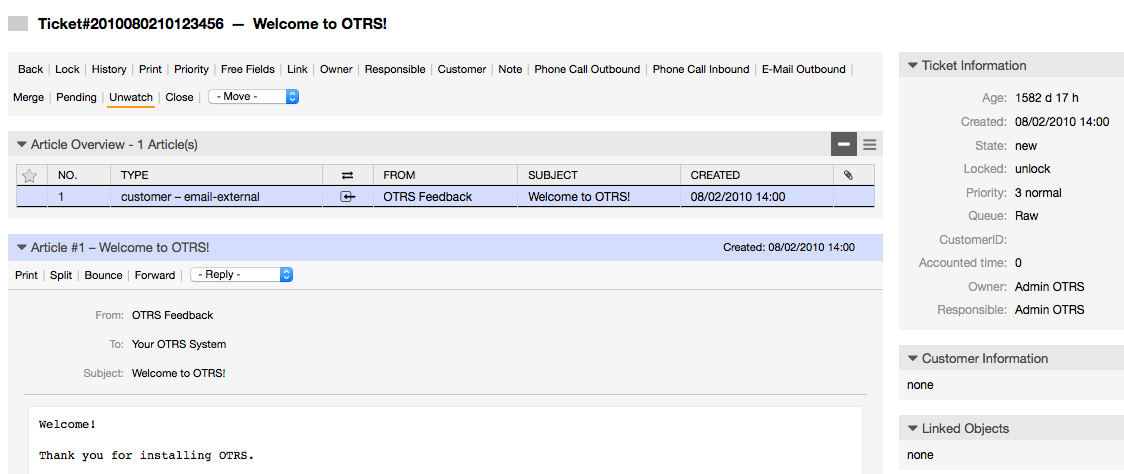 Ticket#2010080210123456 — Welcome to OTRS!
Back | Lock | History | Print | Priority | Free Fields | Link | Owner | Responsible | Customer | Note | Phone Call Outbound | Phone Call Inbound | E-Mail Outbound |
Merge | Pending | Unwatch | Close | - Move -
Article Overview - 1 Article(s)
NO. TYPE FROM SUBJECT CREATED
1 customer – email-external OTRS Feedback Welcome to OTRS! 08/02/2010 14:00
Article #1 – Welcome to OTRS! Created: 08/02/2010 14:00
Print | Split | Bounce | Forward | - Reply -
From: OTRS Feedback
To: Your OTRS System
Subject: Welcome to OTRS!
Welcome!
Thank you for installing OTRS.
Ticket Information
Age: 1582 d 17 h
Created: 08/02/2010 14:00
State: new
Locked: unlock
Priority: 3 normal
Queue: Raw
CustomerID:
Accounted time: 0
Owner: Admin OTRS
Responsible: Admin OTRS
Customer Information
none
Linked Objects
none